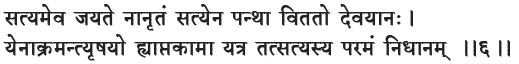 सत्यमेव जयते नानृतं सत्येन पन्था विततो देवयानः ।
येनाक्रमन्त्यृषयो ह्याप्तकामा यत्र तत्सत्यस्य परमं निधानम् ।।६।।